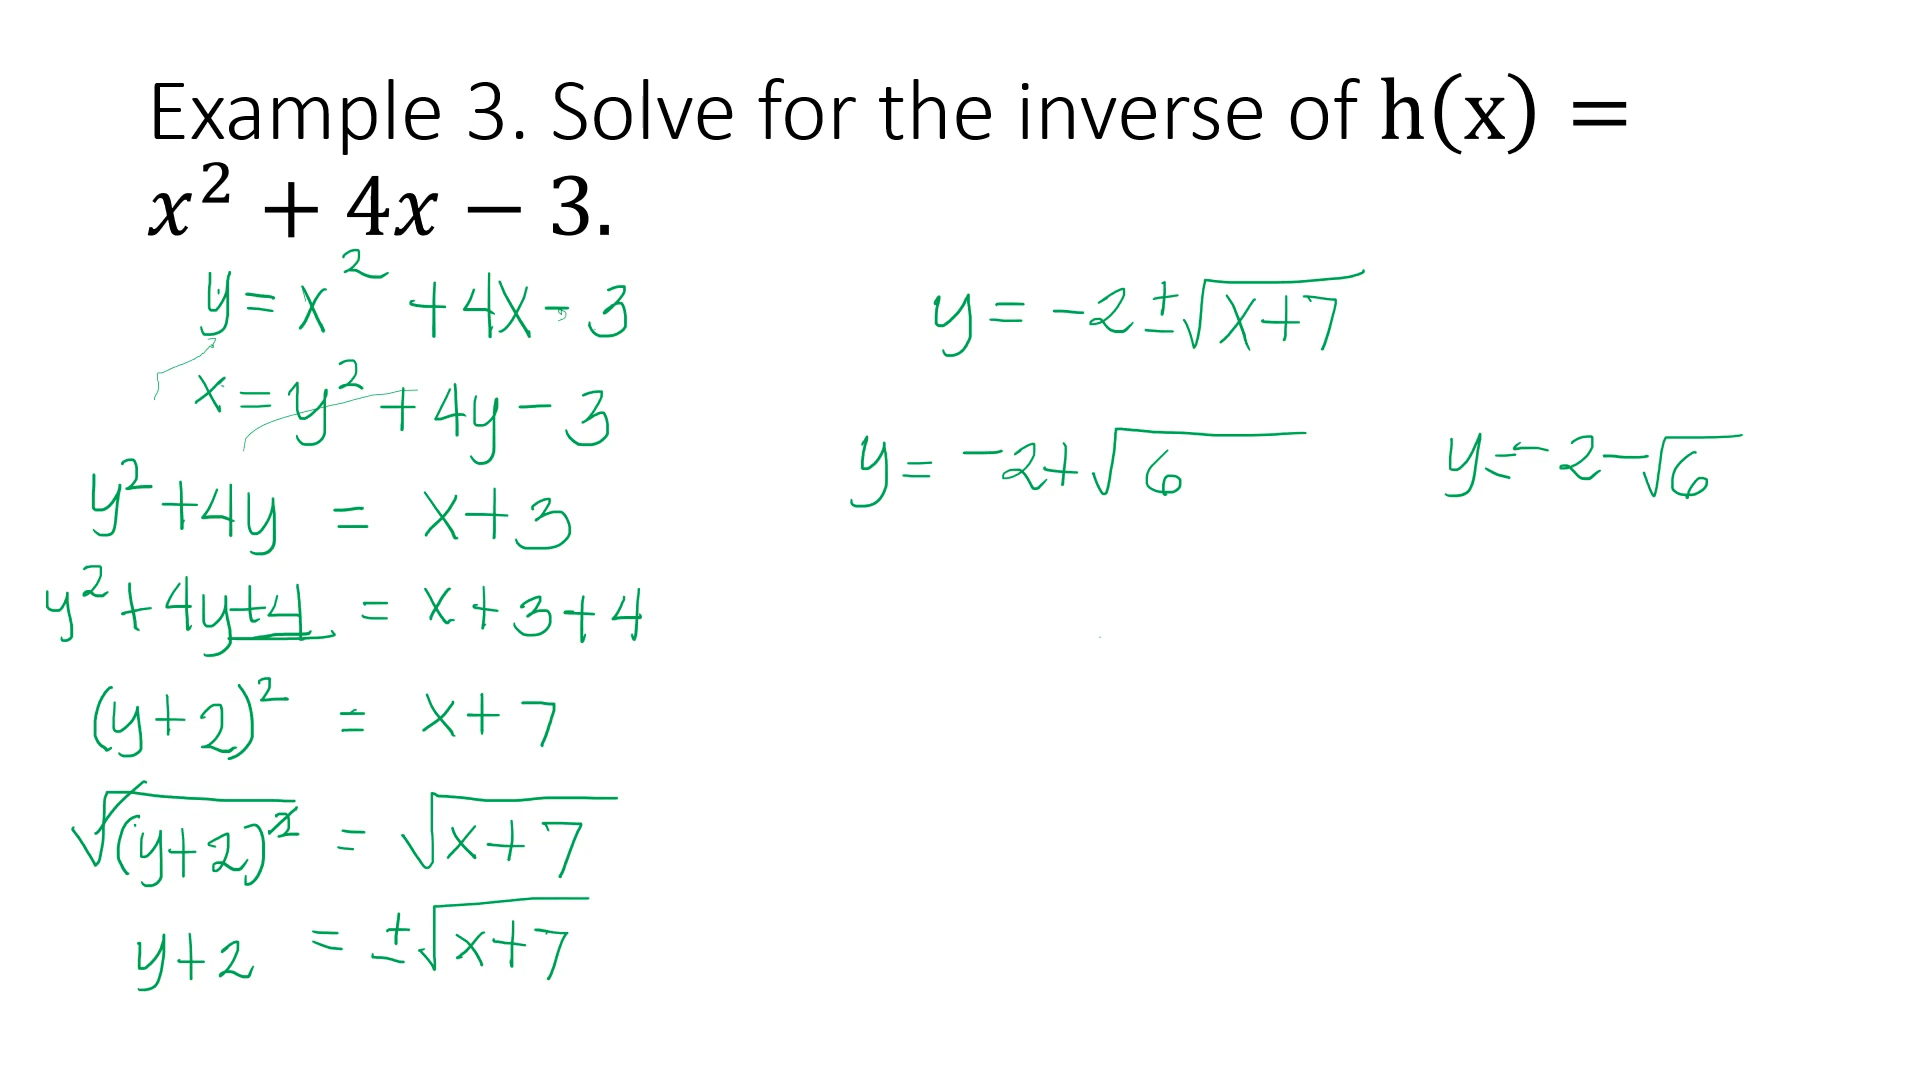 Example 3. Solve for the inverse of h(x) =
x² + 4x − 3.
y = x² + 4x - 3
x = y² + 4y - 3
y² + 4y = x + 3
y² + 4y + 4 = x + 3 + 4
(y + 2)² = x + 7
√(y + 2)² = √x + 7
y + 2 = ±√x + 7
y = -2 ± √x + 7
y = -2 + √6
y = -2 - √6